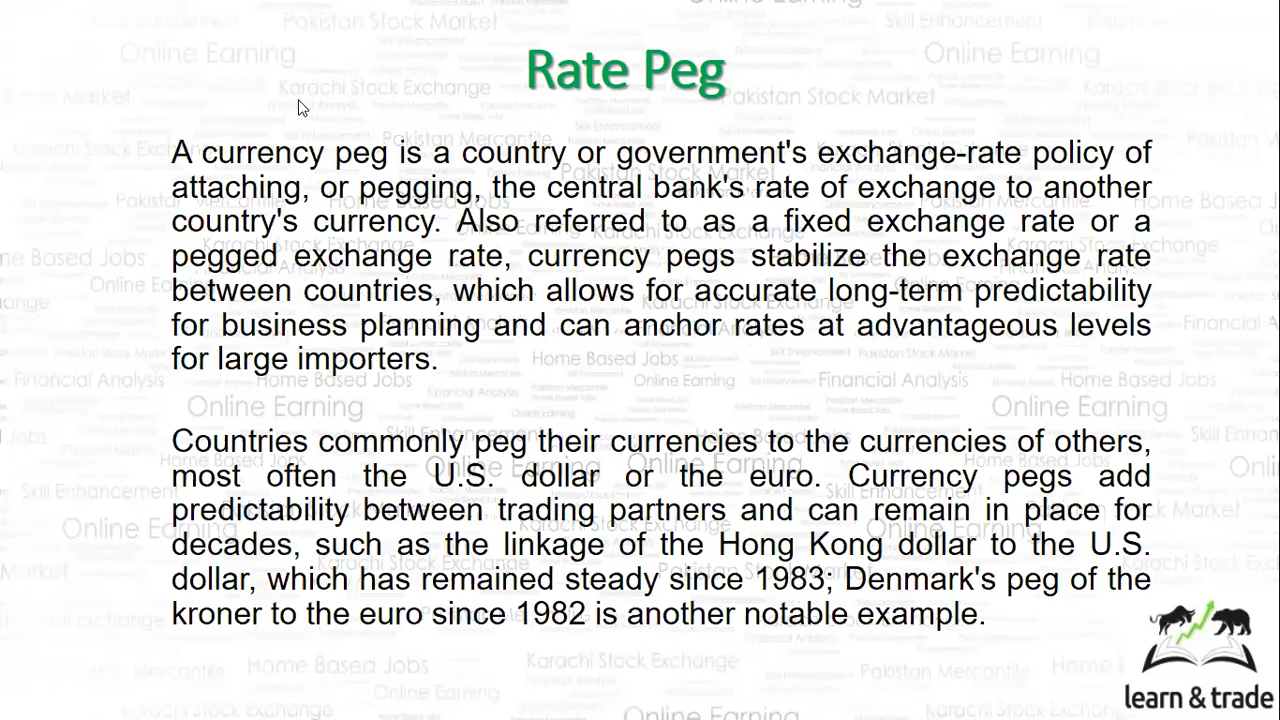 Rate Peg
A currency peg is a country or government's exchange-rate policy of
attaching, or pegging, the central bank's rate of exchange to another
country's currency. Also referred to as a fixed exchange rate or a
pegged exchange rate, currency pegs stabilize the exchange rate
between countries, which allows for accurate long-term predictability
for business planning and can anchor rates at advantageous levels
for large importers.
Countries commonly peg their currencies to the currencies of others,
most often the U.S. dollar or the euro. Currency pegs add
predictability between trading partners and can remain in place for
decades, such as the linkage of the Hong Kong dollar to the U.S.
dollar, which has remained steady since 1983; Denmark's peg of the
kroner to the euro since 1982 is another notable example.
learn & trade